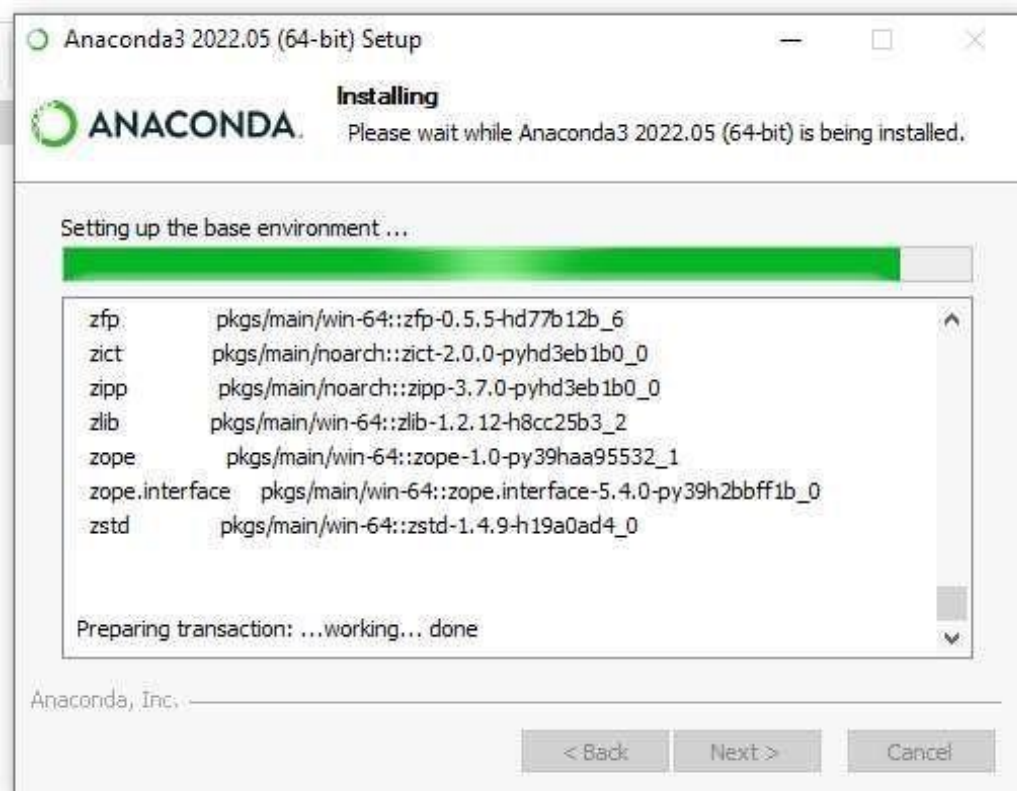 Anaconda3 2022.05 (64-bit) Setup
ANACONDA.
Installing
Please wait while Anaconda3 2022.05 (64-bit) is being installed.
Setting up the base environment ...
zfp pkgs/main/win-64::zfp-0.5.5-hd77b12b_6
zict pkgs/main/noarch::zict-2.0.0-pyhd3eb1b0_0
zipp pkgs/main/noarch::zipp-3.7.0-pyhd3eb1b0_0
zlib pkgs/main/win-64::zlib-1.2.12-h8cc25b3_2
zope pkgs/main/win-64::zope-1.0-py39haa95532_1
zope.interface pkgs/main/win-64::zope.interface-5.4.0-py39h2bbff1b_0
zstd pkgs/main/win-64::zstd-1.4.9-h19a0ad4_0
Preparing transaction: ...working... done
Anaconda, Inc.
< Back Next > Cancel